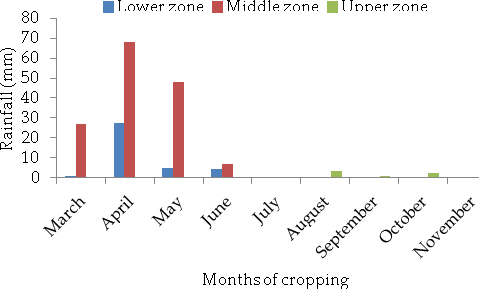 Lower zone Middle zone Upper zone
80
70
60
50
40
30
20
10
0
Rainfall (mm)
March April May June July August September October November
Months of cropping